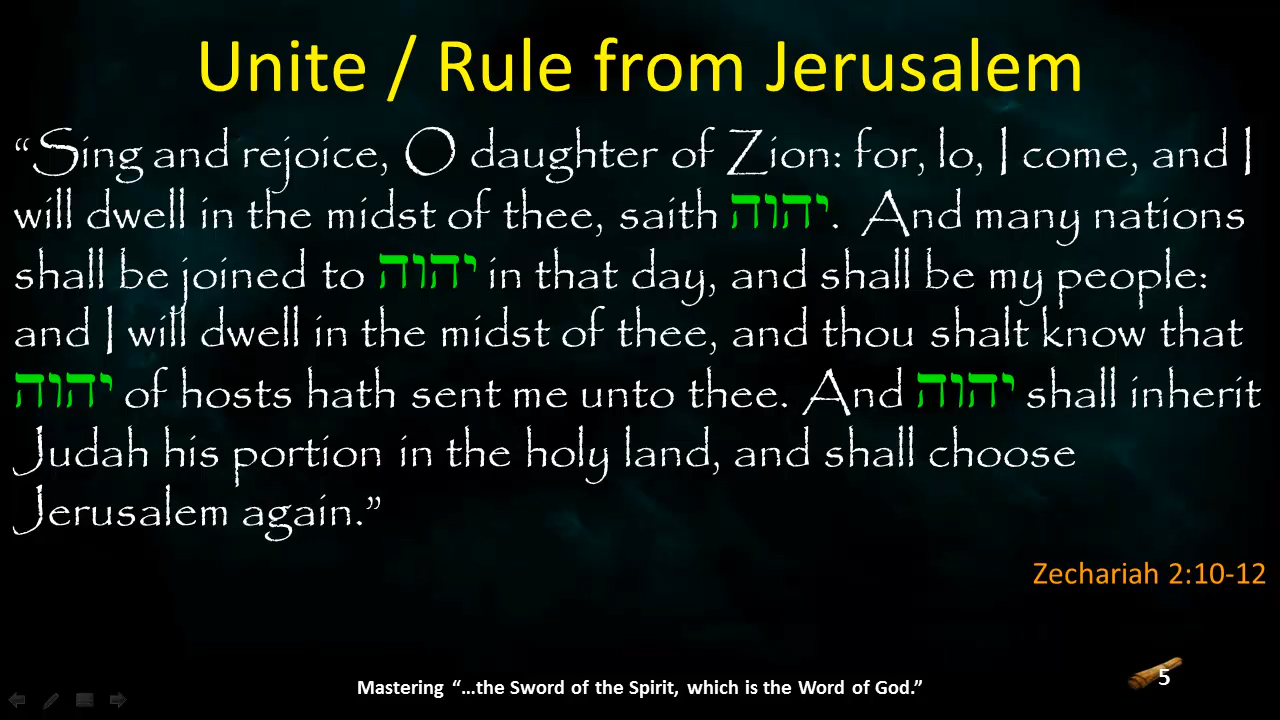 Unite / Rule from Jerusalem
“Sing and rejoice, O daughter of Zion: for, lo, I come, and I
will dwell in the midst of thee, saith יהוה.  And many nations
shall be joined to יהוה in that day, and shall be my people:
and I will dwell in the midst of thee, and thou shalt know that
יהוה of hosts hath sent me unto thee. And יהוה shall inherit
Judah his portion in the holy land, and shall choose
Jerusalem again.”
Zechariah 2:10-12
Mastering “...the Sword of the Spirit, which is the Word of God.”
5